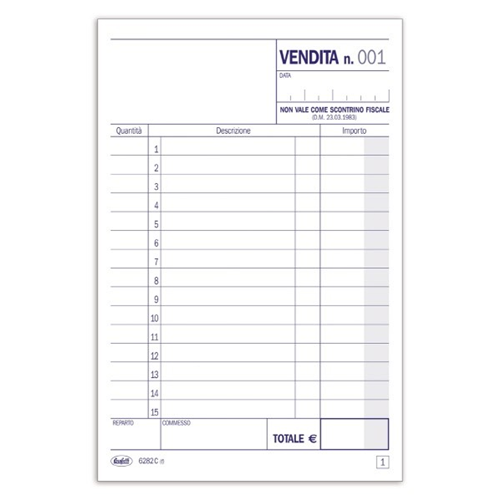 VENDITA n. 001
DATA
NON VALE COME SCONTRINO FISCALE
(D.M. 23.03.1983)
Quantità Descrizione Importo
1
2
3
4
5
6
7
8
9
10
11
12
13
14
15
REPARTO COMMESSO
TOTALE €
6282 C
1